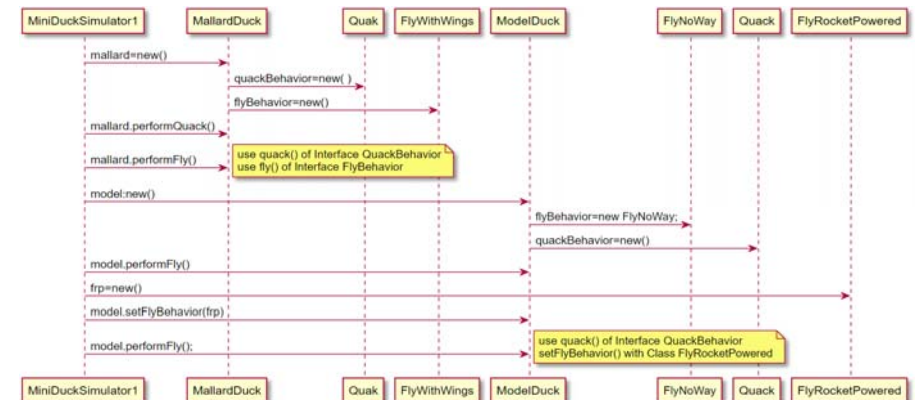 MiniDuckSimulator1 MallardDuck Quak FlyWithWings ModelDuck FlyNoWay Quack FlyRocketPowered
mallard=new()
quackBehavior=new( )
flyBehavior=new()
mallard.performQuack()
use quack() of Interface QuackBehavior
use fly() of Interface FlyBehavior
mallard.performFly()
model:new()
flyBehavior=new FlyNoWay;
quackBehavior=new()
model.performFly()
frp=new()
model.setFlyBehavior(frp)
use quack() of Interface QuackBehavior
setFlyBehavior() with Class FlyRocketPowered
model.performFly();
MiniDuckSimulator1 MallardDuck Quak FlyWithWings ModelDuck FlyNoWay Quack FlyRocketPowered